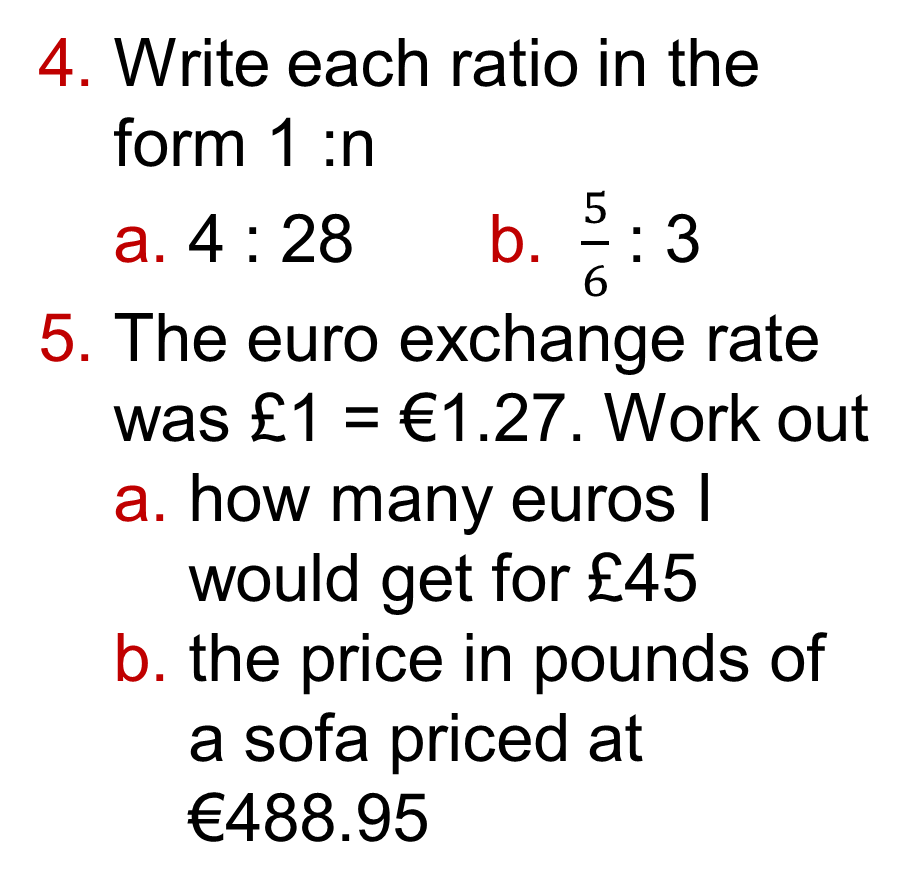 4. Write each ratio in the
form 1 :n
a. 4 : 28 b. 5/6 : 3
5. The euro exchange rate
was £1 = €1.27. Work out
a. how many euros I
would get for £45
b. the price in pounds of
a sofa priced at
€488.95